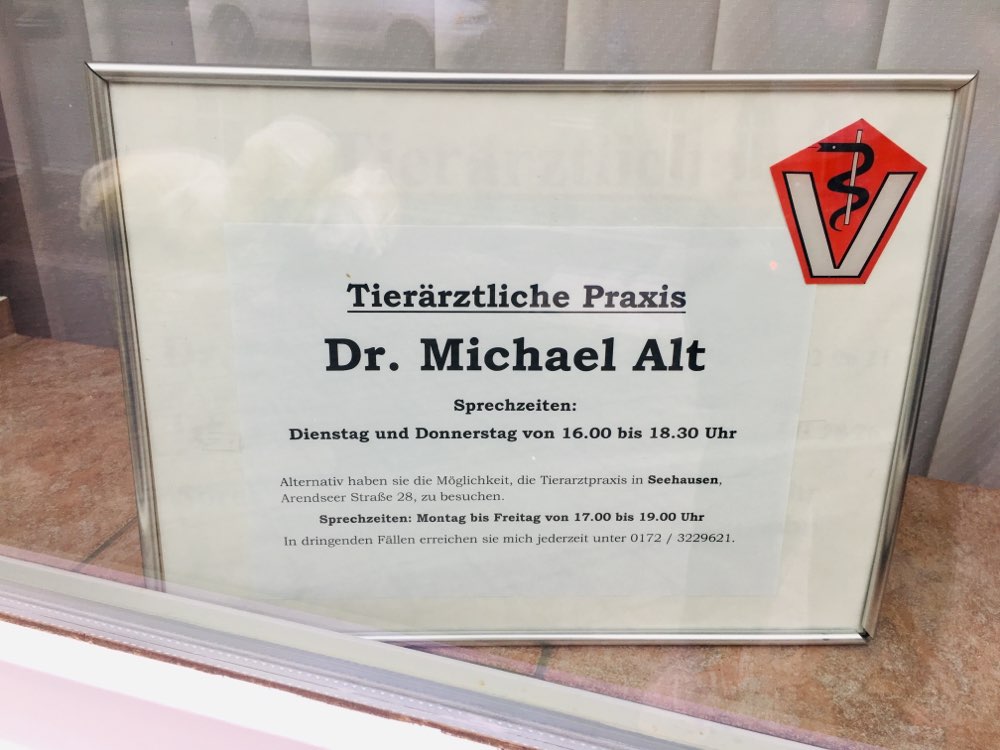 V
Tierärztliche Praxis
Dr. Michael Alt
Sprechzeiten:
Dienstag und Donnerstag von 16.00 bis 18.30 Uhr
Alternativ haben sie die Möglichkeit, die Tierarztpraxis in Seehausen,
Arendseer Straße 28, zu besuchen.
Sprechzeiten: Montag bis Freitag von 17.00 bis 19.00 Uhr
In dringenden Fällen erreichen sie mich jederzeit unter 0172 / 3229621.